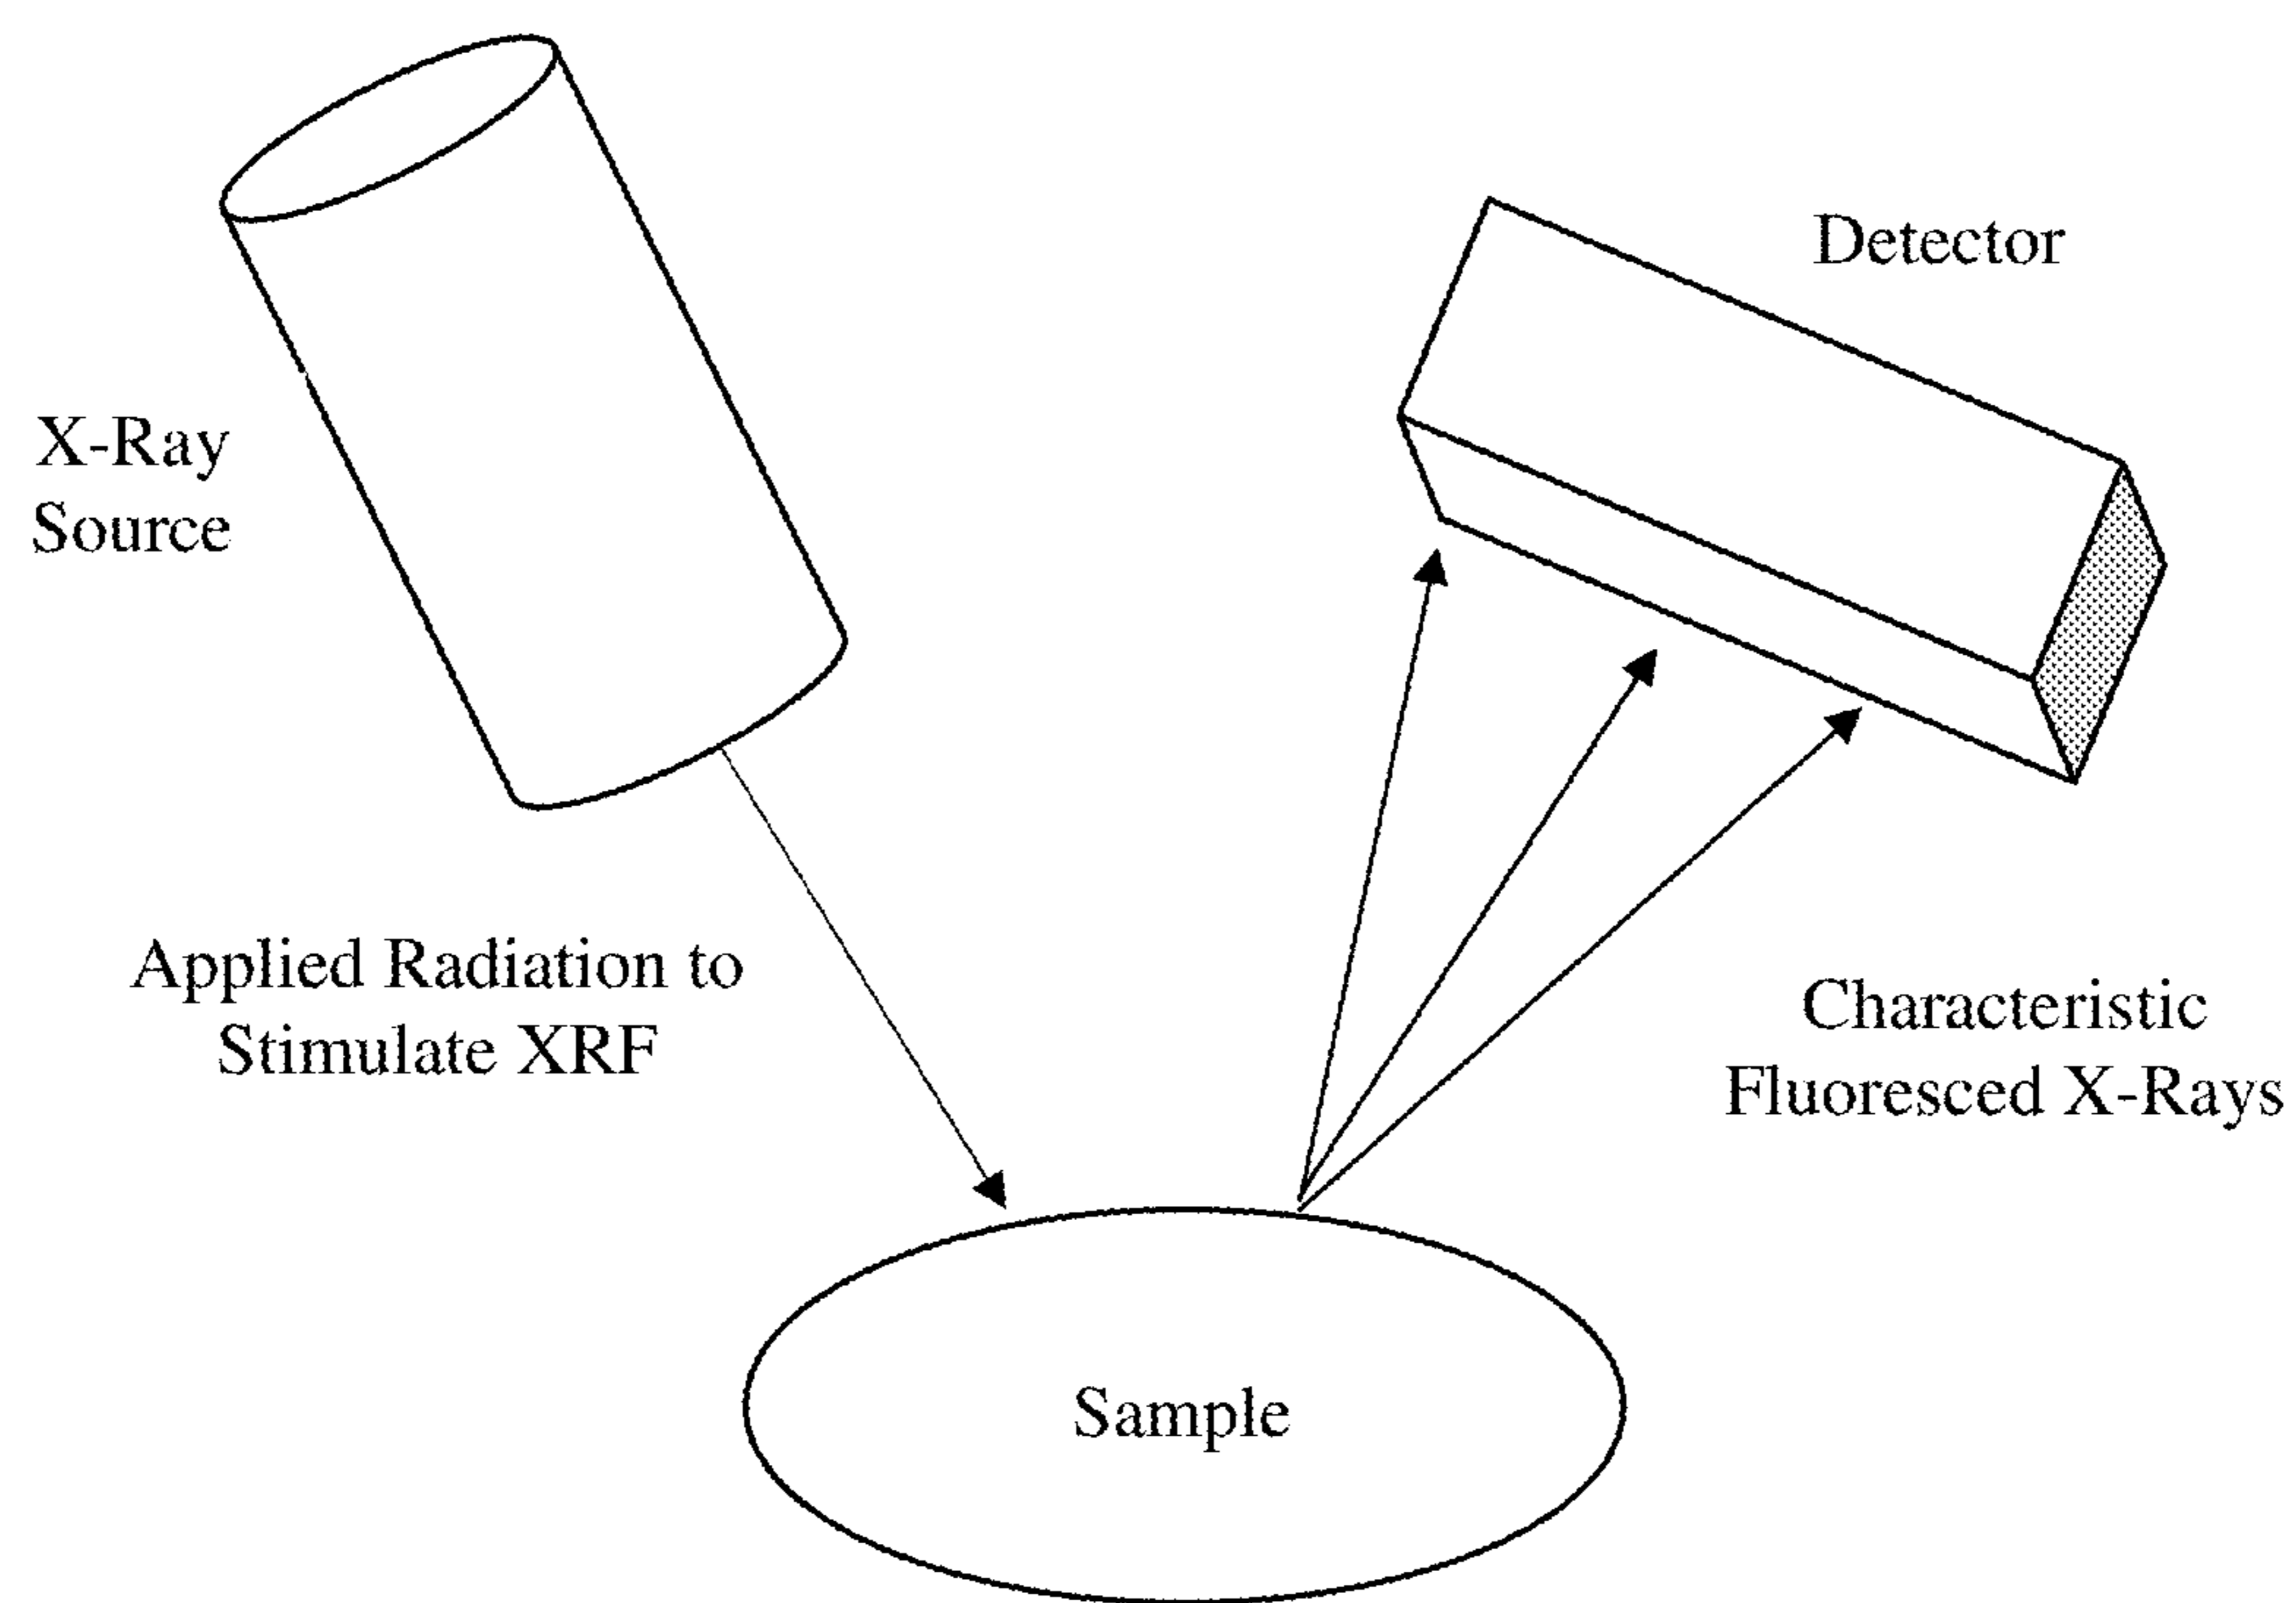 Detector
X-Ray
Source
Applied Radiation to
Stimulate XRF
Characteristic
Fluoresced X-Rays
Sample